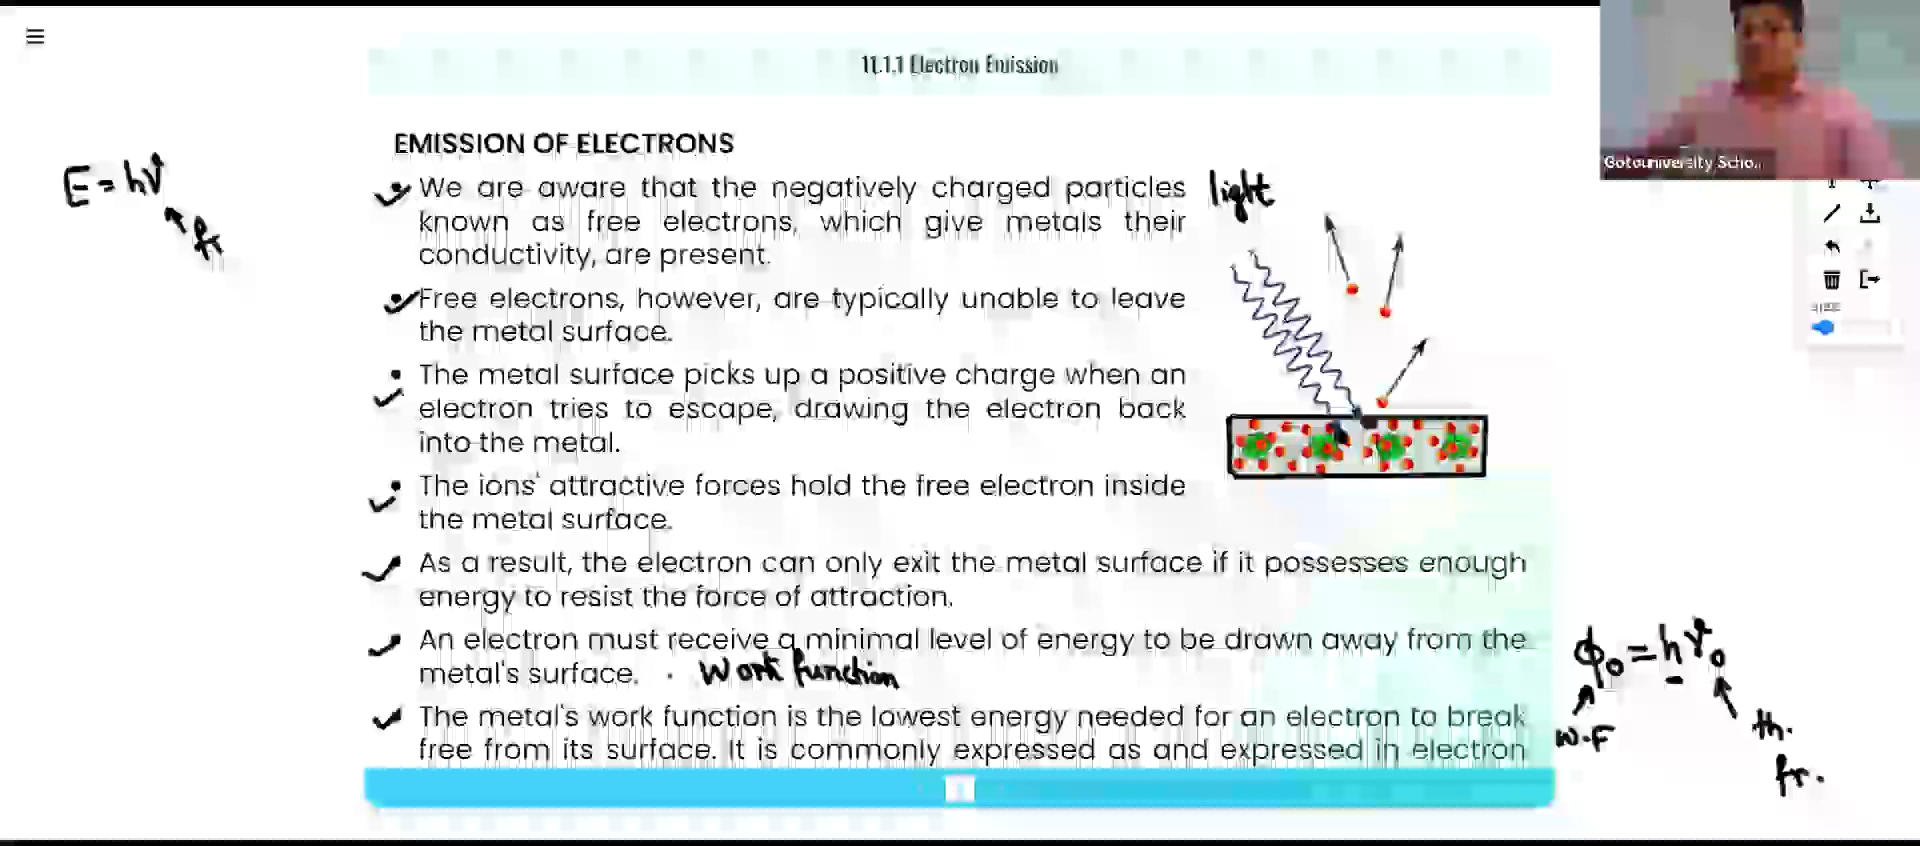 11.1.1 Electron Emission
EMISSION OF ELECTRONS
E = hν
fr
• We are aware that the negatively charged particles
known as free electrons, which give metals their
conductivity, are present.
light
• Free electrons, however, are typically unable to leave
the metal surface.
• The metal surface picks up a positive charge when an
electron tries to escape, drawing the electron back
into the metal.
• The ions' attractive forces hold the free electron inside
the metal surface.
• As a result, the electron can only exit the metal surface if it possesses enough
energy to resist the force of attraction.
• An electron must receive a minimal level of energy to be drawn away from the
metal's surface. . Work function
• The metal's work function is the lowest energy needed for an electron to break
free from its surface. It is commonly expressed as and expressed in electron
ϕ₀ = hν₀
W.F
th.
fr.
Gotouniversity Scho...
SIZE